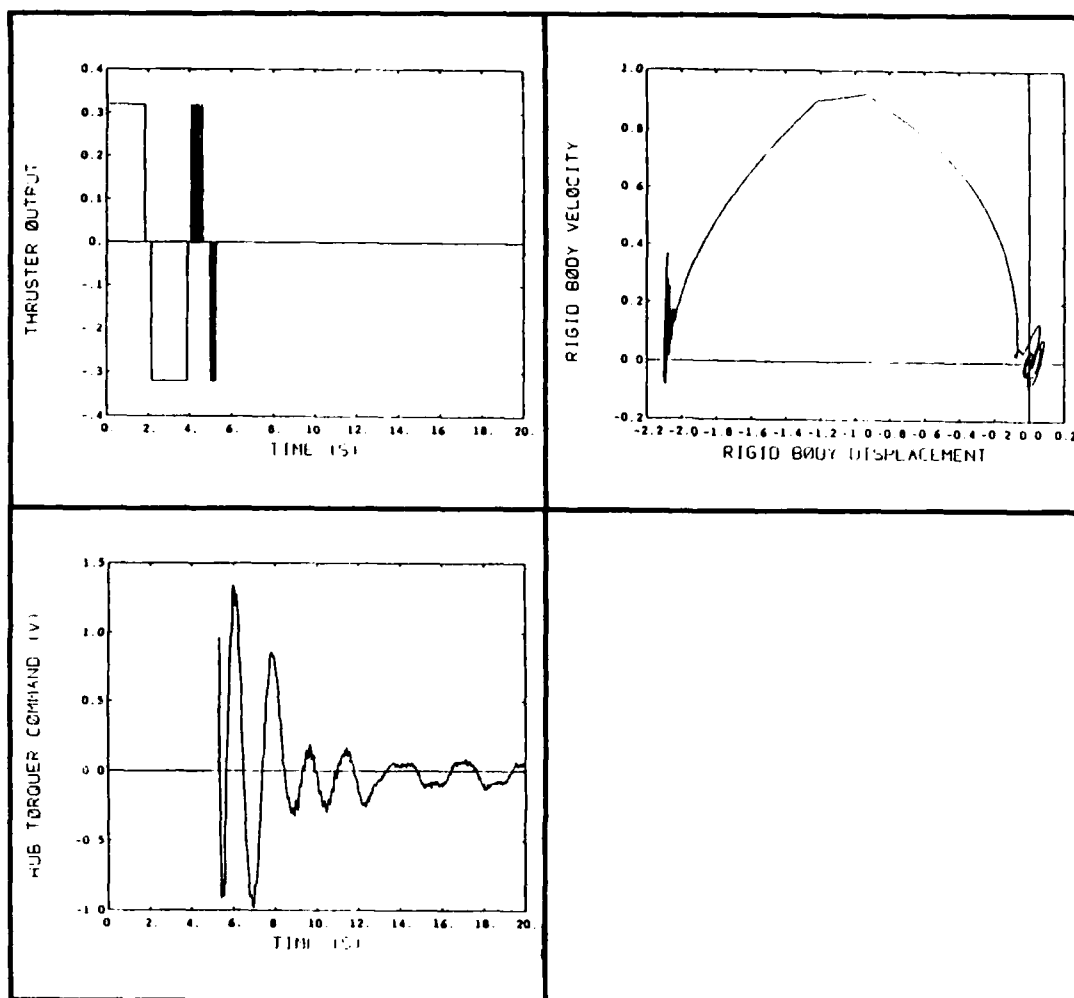 0.4
0.3
0.2
0.1
0.
-.1
-.2
-.3
-.4
THRUSTER ØUTPUT
0 2. 4. 6. 8. 10. 12. 14. 16. 18. 20.
TIME (S)
1.0
0.8
0.6
0.4
0.2
0.0
-0.2
RIGID BØDY VELØCITY
-2.2 -2.0 -1.8 -1.6 -1.4 -1.2 -1.0 -0.8 -0.6 -0.4 -0.2 0.0 0.2
RIGID BØDY DISPLACEMENT
1.5
1.0
0.5
0.0
-0.5
-1.0
HUB TØRQUER CØMMAND (V)
0 2. 4. 6. 8. 10. 12. 14. 16. 18. 20.
TIME (S)